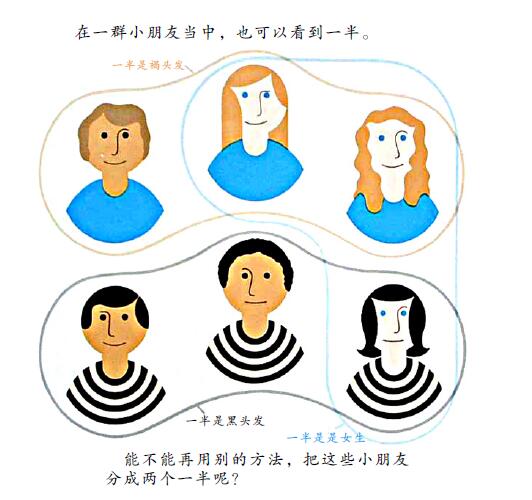 在一群小朋友当中，也可以看到一半。
一半是褐头发
一半是黑头发
一半是是女生
能不能再用别的方法，把这些小朋友
分成两个一半呢？